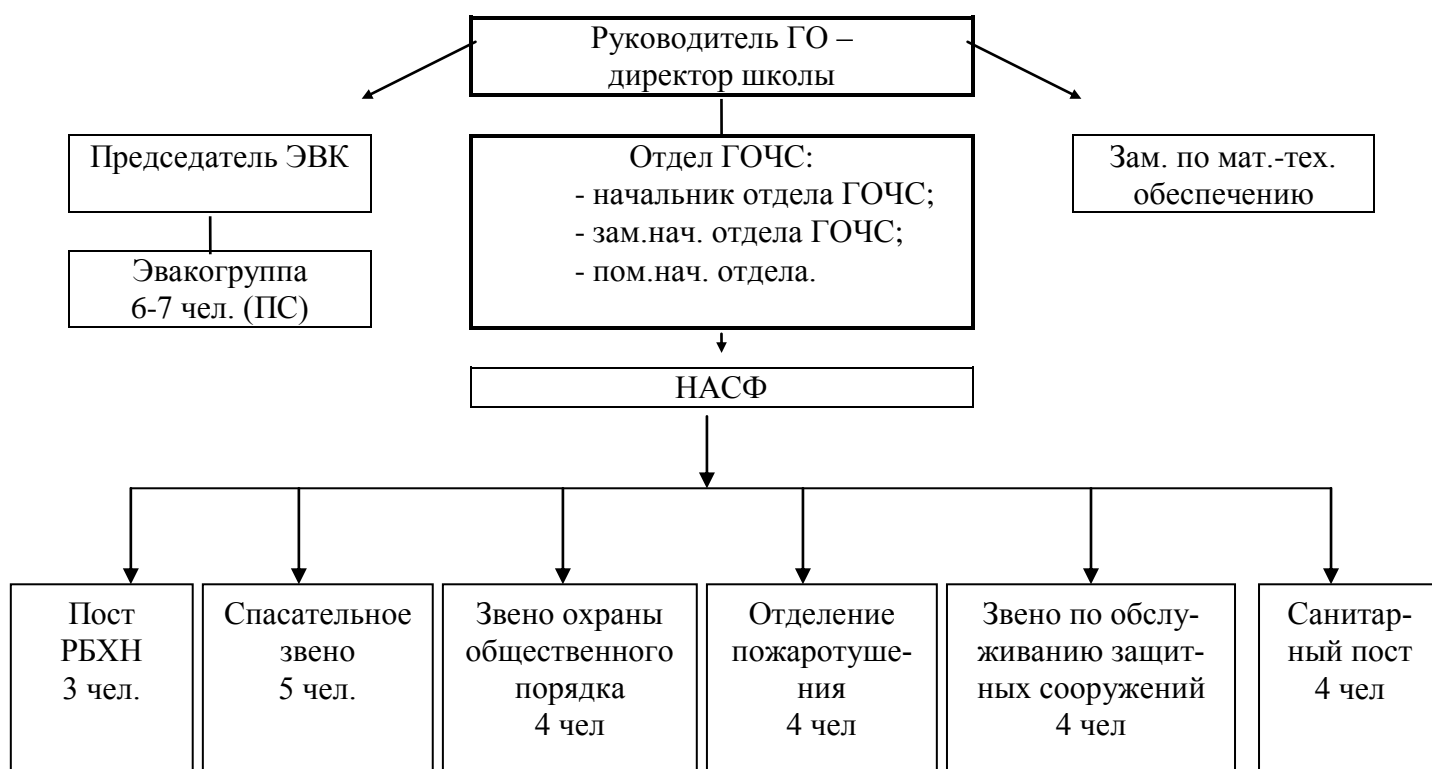 Руководитель ГО –
директор школы
Председатель ЭВК
Отдел ГОЧС:
- начальник отдела ГОЧС;
- зам.нач. отдела ГОЧС;
- пом.нач. отдела.
Зам. по мат.-тех.
обеспечению
Эвакогруппа
6-7 чел. (ПС)
НАСФ
Пост
РБХН
3 чел.
Спасательное
звено
5 чел.
Звено охраны
общественного
порядка
4 чел
Отделение
пожаротуше-
ния
4 чел
Звено по обслу-
живанию защит-
ных сооружений
4 чел
Санитар-
ный пост
4 чел